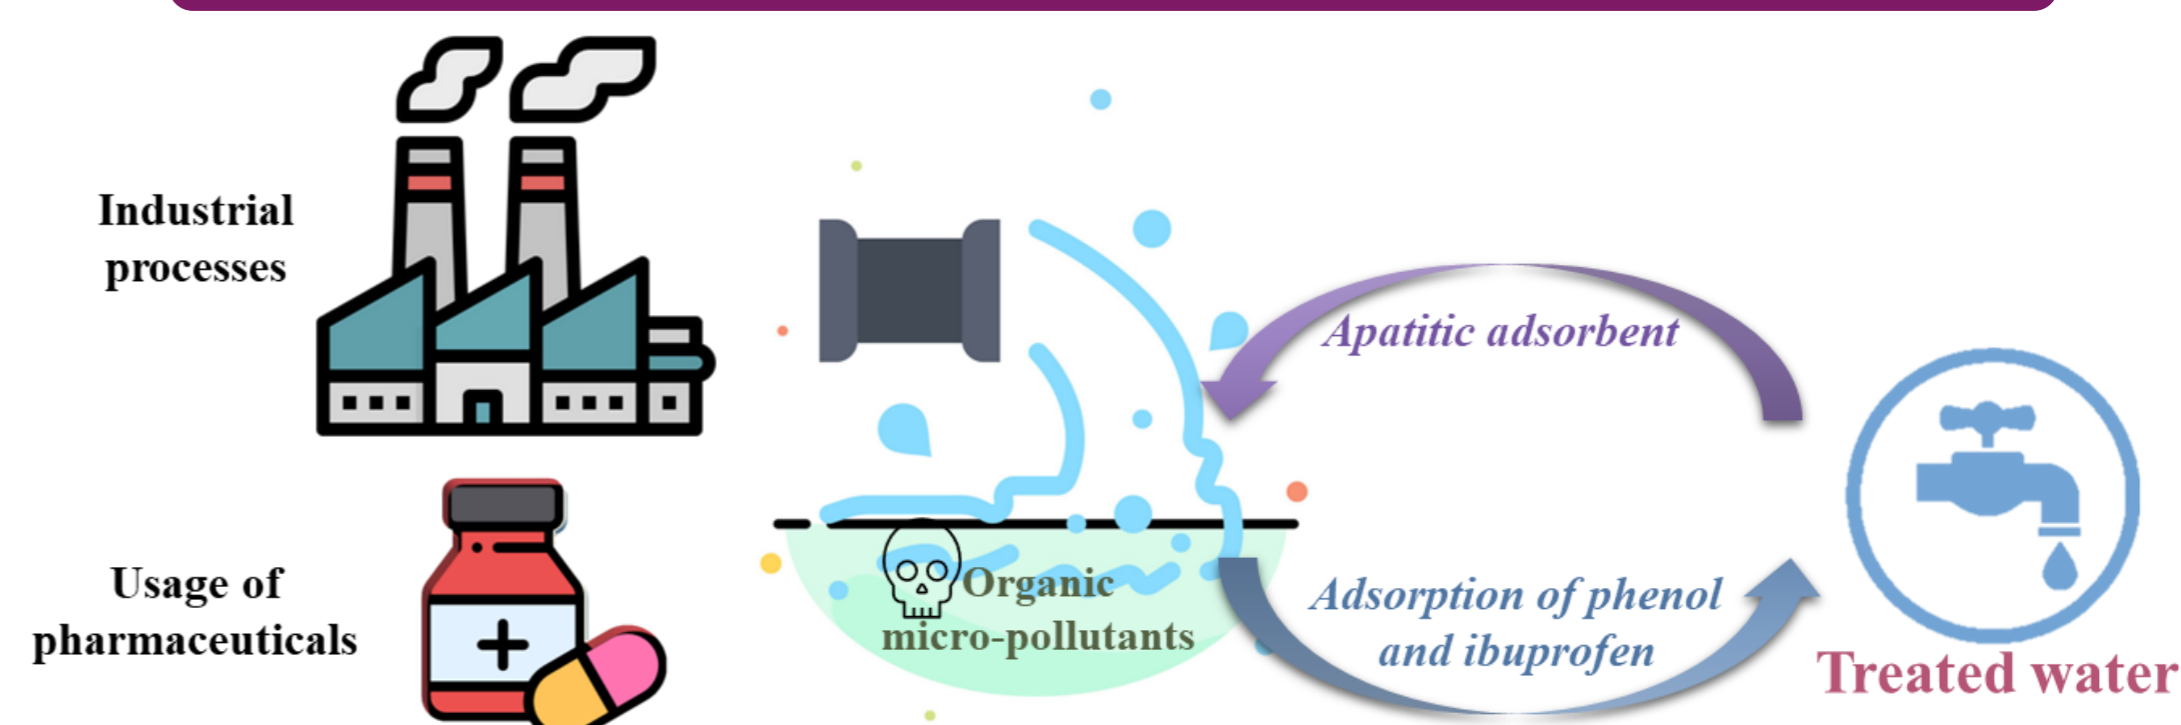 Industrial
processes
Usage of
pharmaceuticals
Organic
micro-pollutants
Apatitic adsorbent
Adsorption of phenol
and ibuprofen
Treated water